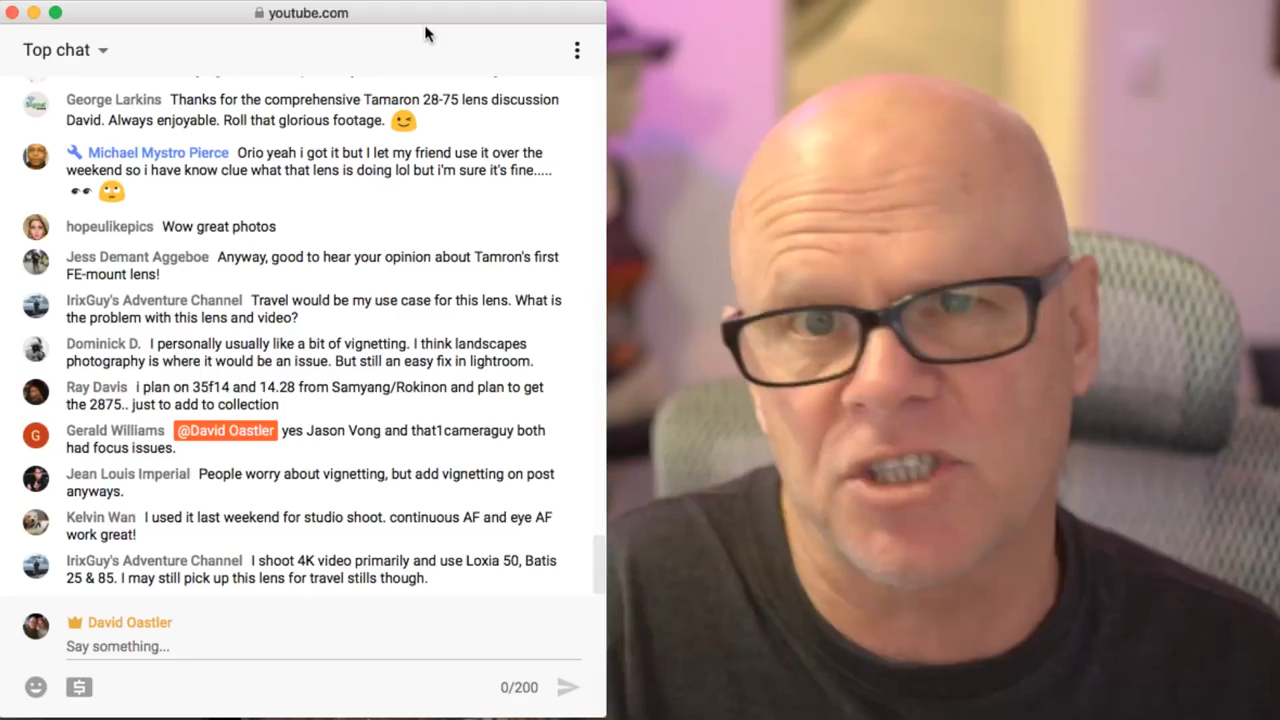 youtube.com
Top chat
George Larkins Thanks for the comprehensive Tamaron 28-75 lens discussion
David. Always enjoyable. Roll that glorious footage.
Michael Mystro Pierce Orio yeah i got it but I let my friend use it over the
weekend so i have know clue what that lens is doing lol but i'm sure it's fine.....
hopeulikepics Wow great photos
Jess Demant Aggeboe Anyway, good to hear your opinion about Tamron's first
FE-mount lens!
IrixGuy's Adventure Channel Travel would be my use case for this lens. What is
the problem with this lens and video?
Dominick D. I personally usually like a bit of vignetting. I think landscapes
photography is where it would be an issue. But still an easy fix in lightroom.
Ray Davis i plan on 35f14 and 14.28 from Samyang/Rokinon and plan to get
the 2875.. just to add to collection
G
Gerald Williams @David Oastler yes Jason Vong and that1cameraguy both
had focus issues.
Jean Louis Imperial People worry about vignetting, but add vignetting on post
anyways.
Kelvin Wan I used it last weekend for studio shoot. continuous AF and eye AF
work great!
IrixGuy's Adventure Channel I shoot 4K video primarily and use Loxia 50, Batis
25 & 85. I may still pick up this lens for travel stills though.
David Oastler
Say something...
$
0/200